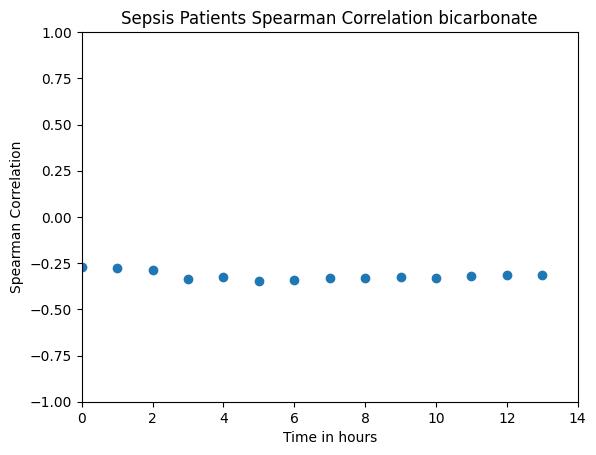 Sepsis Patients Spearman Correlation bicarbonate
1.00
0.75
0.50
0.25
0.00
−0.25
−0.50
−0.75
−1.00
Spearman Correlation
0 2 4 6 8 10 12 14
Time in hours